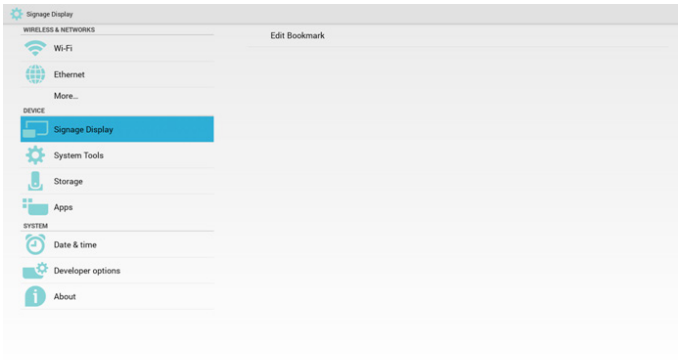 Signage Display
WIRELESS & NETWORKS
Wi-Fi
Ethernet
More...
DEVICE
Signage Display
System Tools
Storage
Apps
SYSTEM
Date & time
Developer options
About
Edit Bookmark